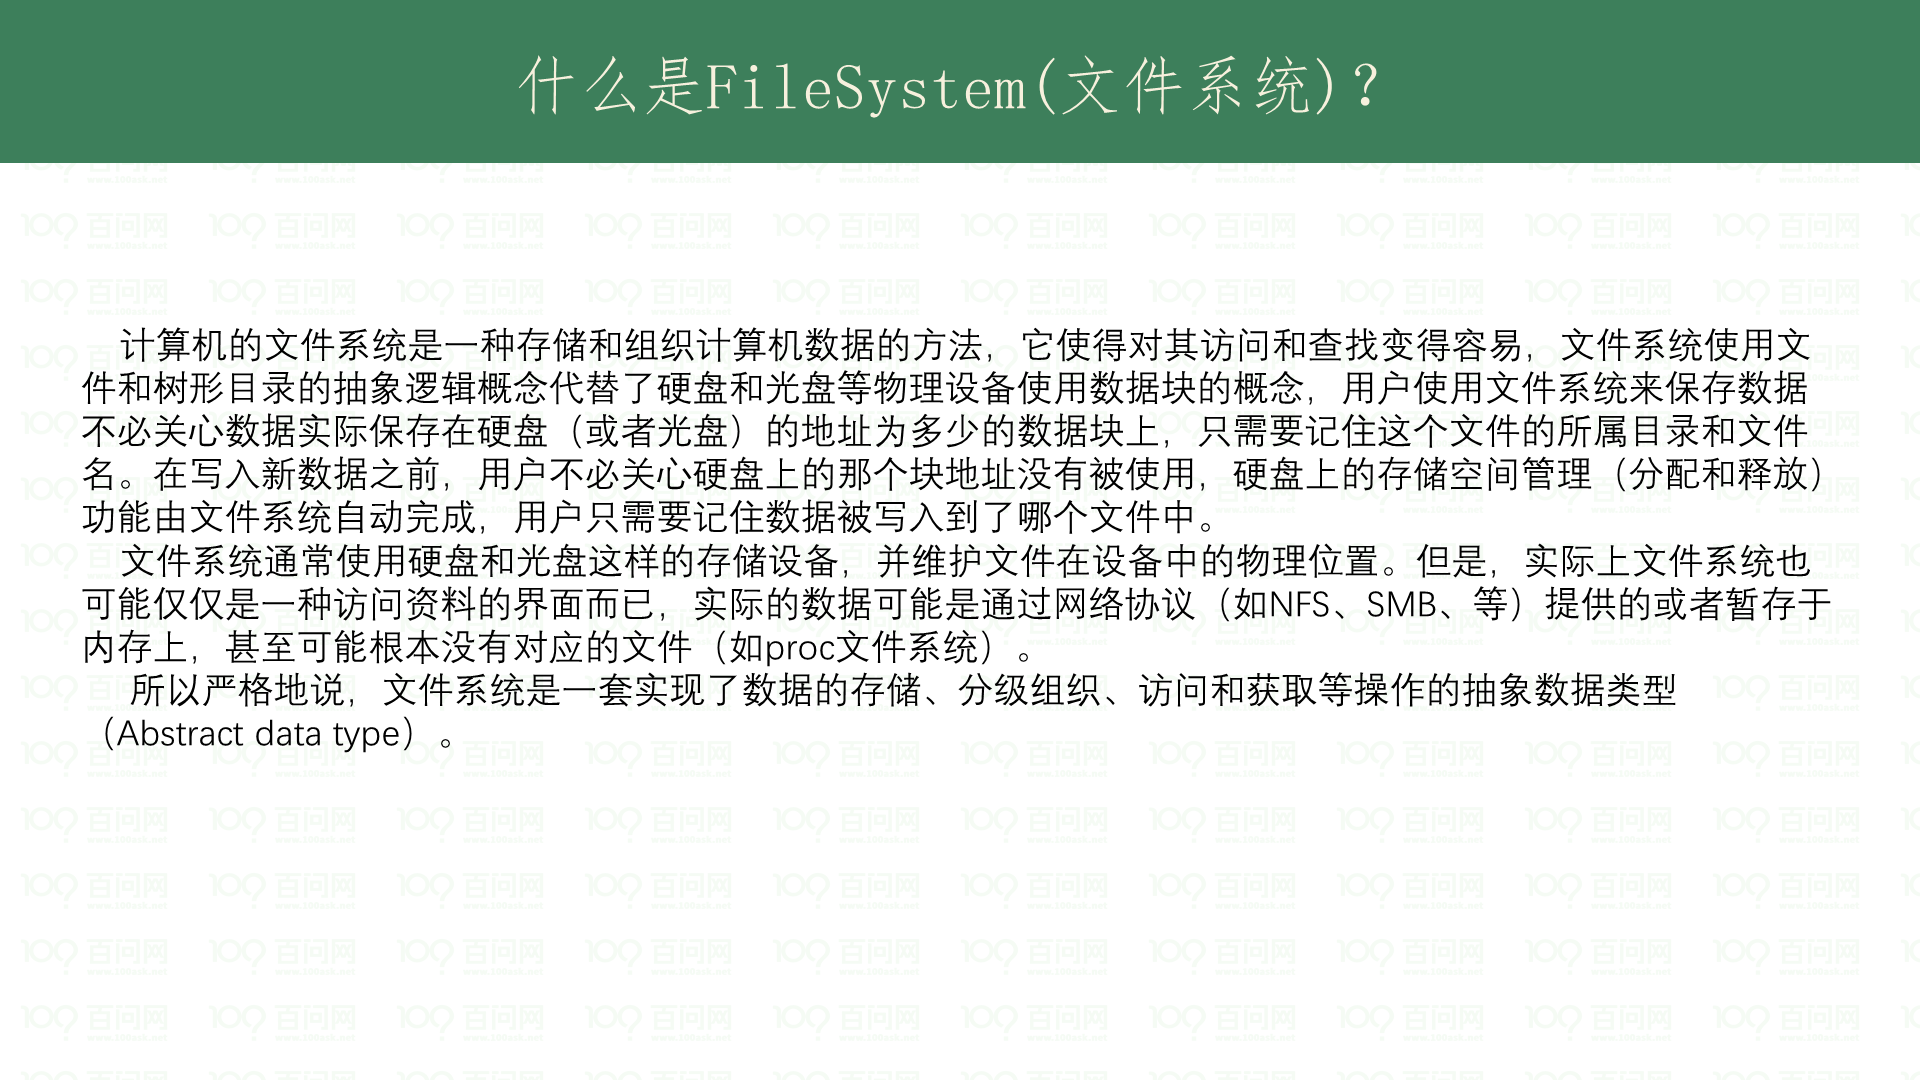 什么是FileSystem(文件系统)？
计算机的文件系统是一种存储和组织计算机数据的方法，它使得对其访问和查找变得容易，文件系统使用文
件和树形目录的抽象逻辑概念代替了硬盘和光盘等物理设备使用数据块的概念，用户使用文件系统来保存数据
不必关心数据实际保存在硬盘（或者光盘）的地址为多少的数据块上，只需要记住这个文件的所属目录和文件
名。在写入新数据之前，用户不必关心硬盘上的那个块地址没有被使用，硬盘上的存储空间管理（分配和释放）
功能由文件系统自动完成，用户只需要记住数据被写入到了哪个文件中。
文件系统通常使用硬盘和光盘这样的存储设备，并维护文件在设备中的物理位置。但是，实际上文件系统也
可能仅仅是一种访问资料的界面而已，实际的数据可能是通过网络协议（如NFS、SMB、等）提供的或者暂存于
内存上，甚至可能根本没有对应的文件（如proc文件系统）。
所以严格地说，文件系统是一套实现了数据的存储、分级组织、访问和获取等操作的抽象数据类型
（Abstract data type）。